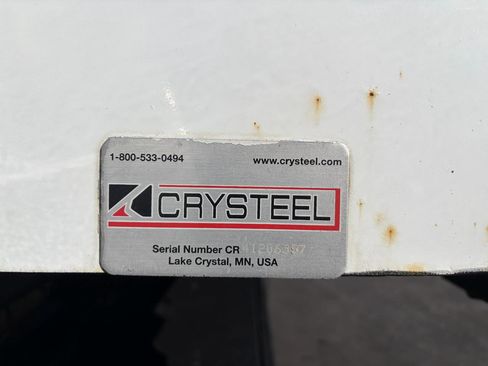 1-800-533-0494 www.crysteel.com
CRYSTEEL
Serial Number CR
Lake Crystal, MN, USA